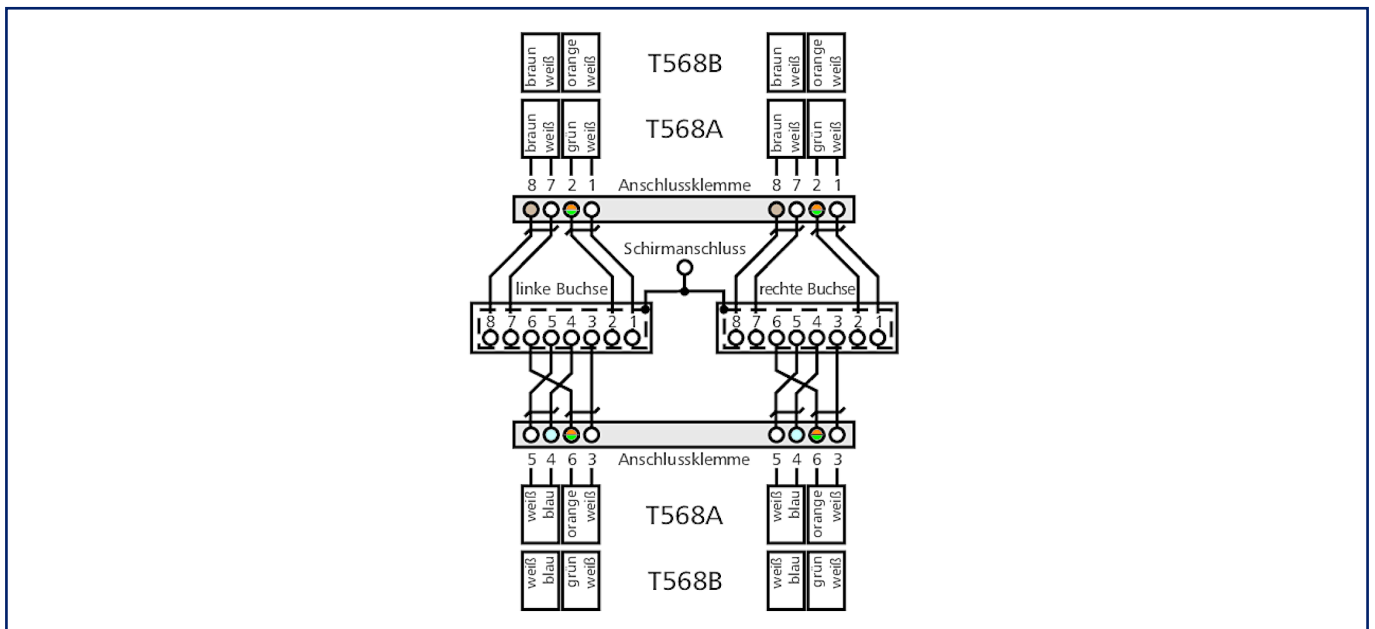 braun weiß orange weiß T568B braun weiß orange weiß
braun weiß grün weiß T568A braun weiß grün weiß
8 7 2 1 Anschlussklemme 8 7 2 1
Schirmanschluss
linke Buchse rechte Buchse
8 7 6 5 4 3 2 1 8 7 6 5 4 3 2 1
5 4 6 3 Anschlussklemme 5 4 6 3
weiß blau orange weiß T568A weiß blau orange weiß
weiß blau grün weiß T568B weiß blau grün weiß